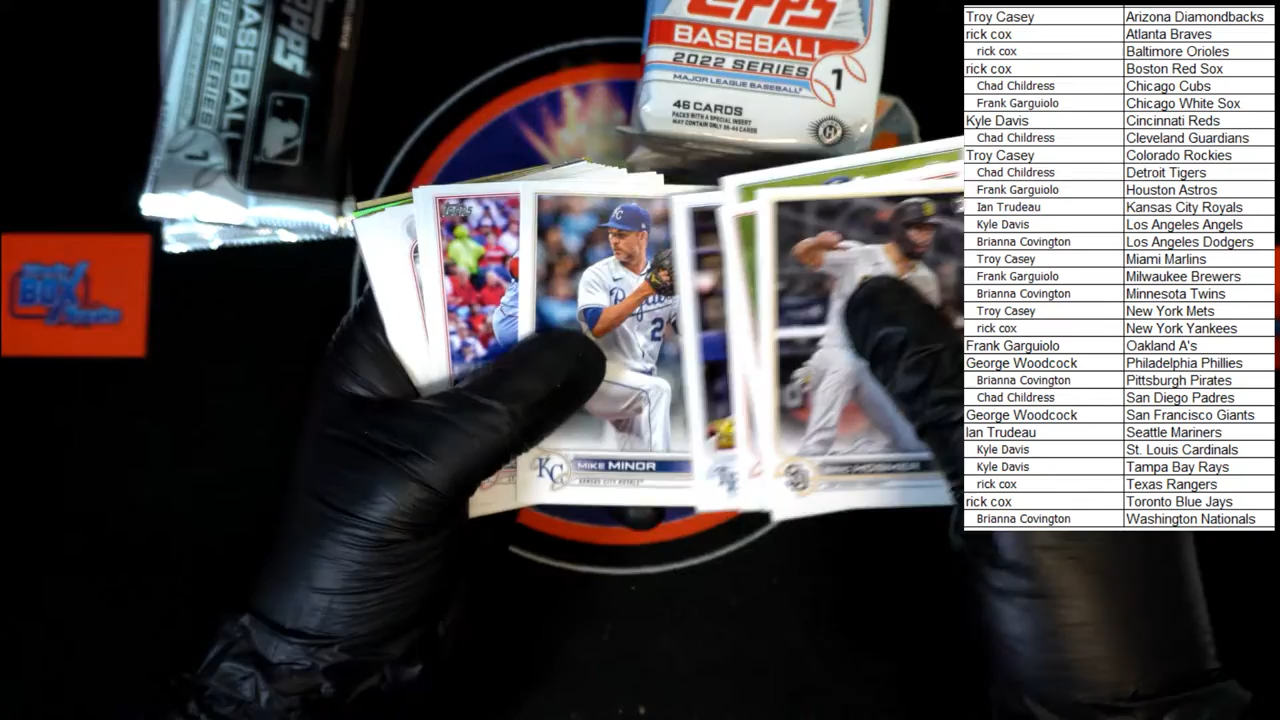 TOPPS
BASEBALL
2022 SERIES
1
MAJOR LEAGUE BASEBALL
46 CARDS
topps
BASEBALL
2022 SERIES
1
TOPPS
BOX
KC
MIKE MINOR
KANSAS CITY ROYALS
Troy Casey Arizona Diamondbacks
rick cox Atlanta Braves
rick cox Baltimore Orioles
rick cox Boston Red Sox
Chad Childress Chicago Cubs
Frank Garguiolo Chicago White Sox
Kyle Davis Cincinnati Reds
Chad Childress Cleveland Guardians
Troy Casey Colorado Rockies
Chad Childress Detroit Tigers
Frank Garguiolo Houston Astros
Ian Trudeau Kansas City Royals
Kyle Davis Los Angeles Angels
Brianna Covington Los Angeles Dodgers
Troy Casey Miami Marlins
Frank Garguiolo Milwaukee Brewers
Brianna Covington Minnesota Twins
Troy Casey New York Mets
rick cox New York Yankees
Frank Garguiolo Oakland A's
George Woodcock Philadelphia Phillies
Brianna Covington Pittsburgh Pirates
Chad Childress San Diego Padres
George Woodcock San Francisco Giants
Ian Trudeau Seattle Mariners
Kyle Davis St. Louis Cardinals
Kyle Davis Tampa Bay Rays
rick cox Texas Rangers
rick cox Toronto Blue Jays
Brianna Covington Washington Nationals